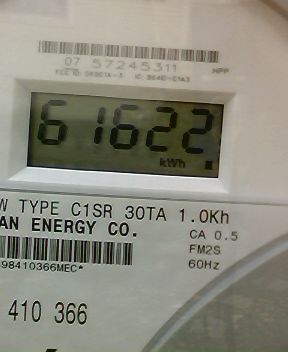 07 57245311
HPP
61622
kWh
W TYPE C1SR 30TA 1.0Kh
AN ENERGY CO.
CA 0.5
FM2S
98410366MEC*
60Hz
410 366